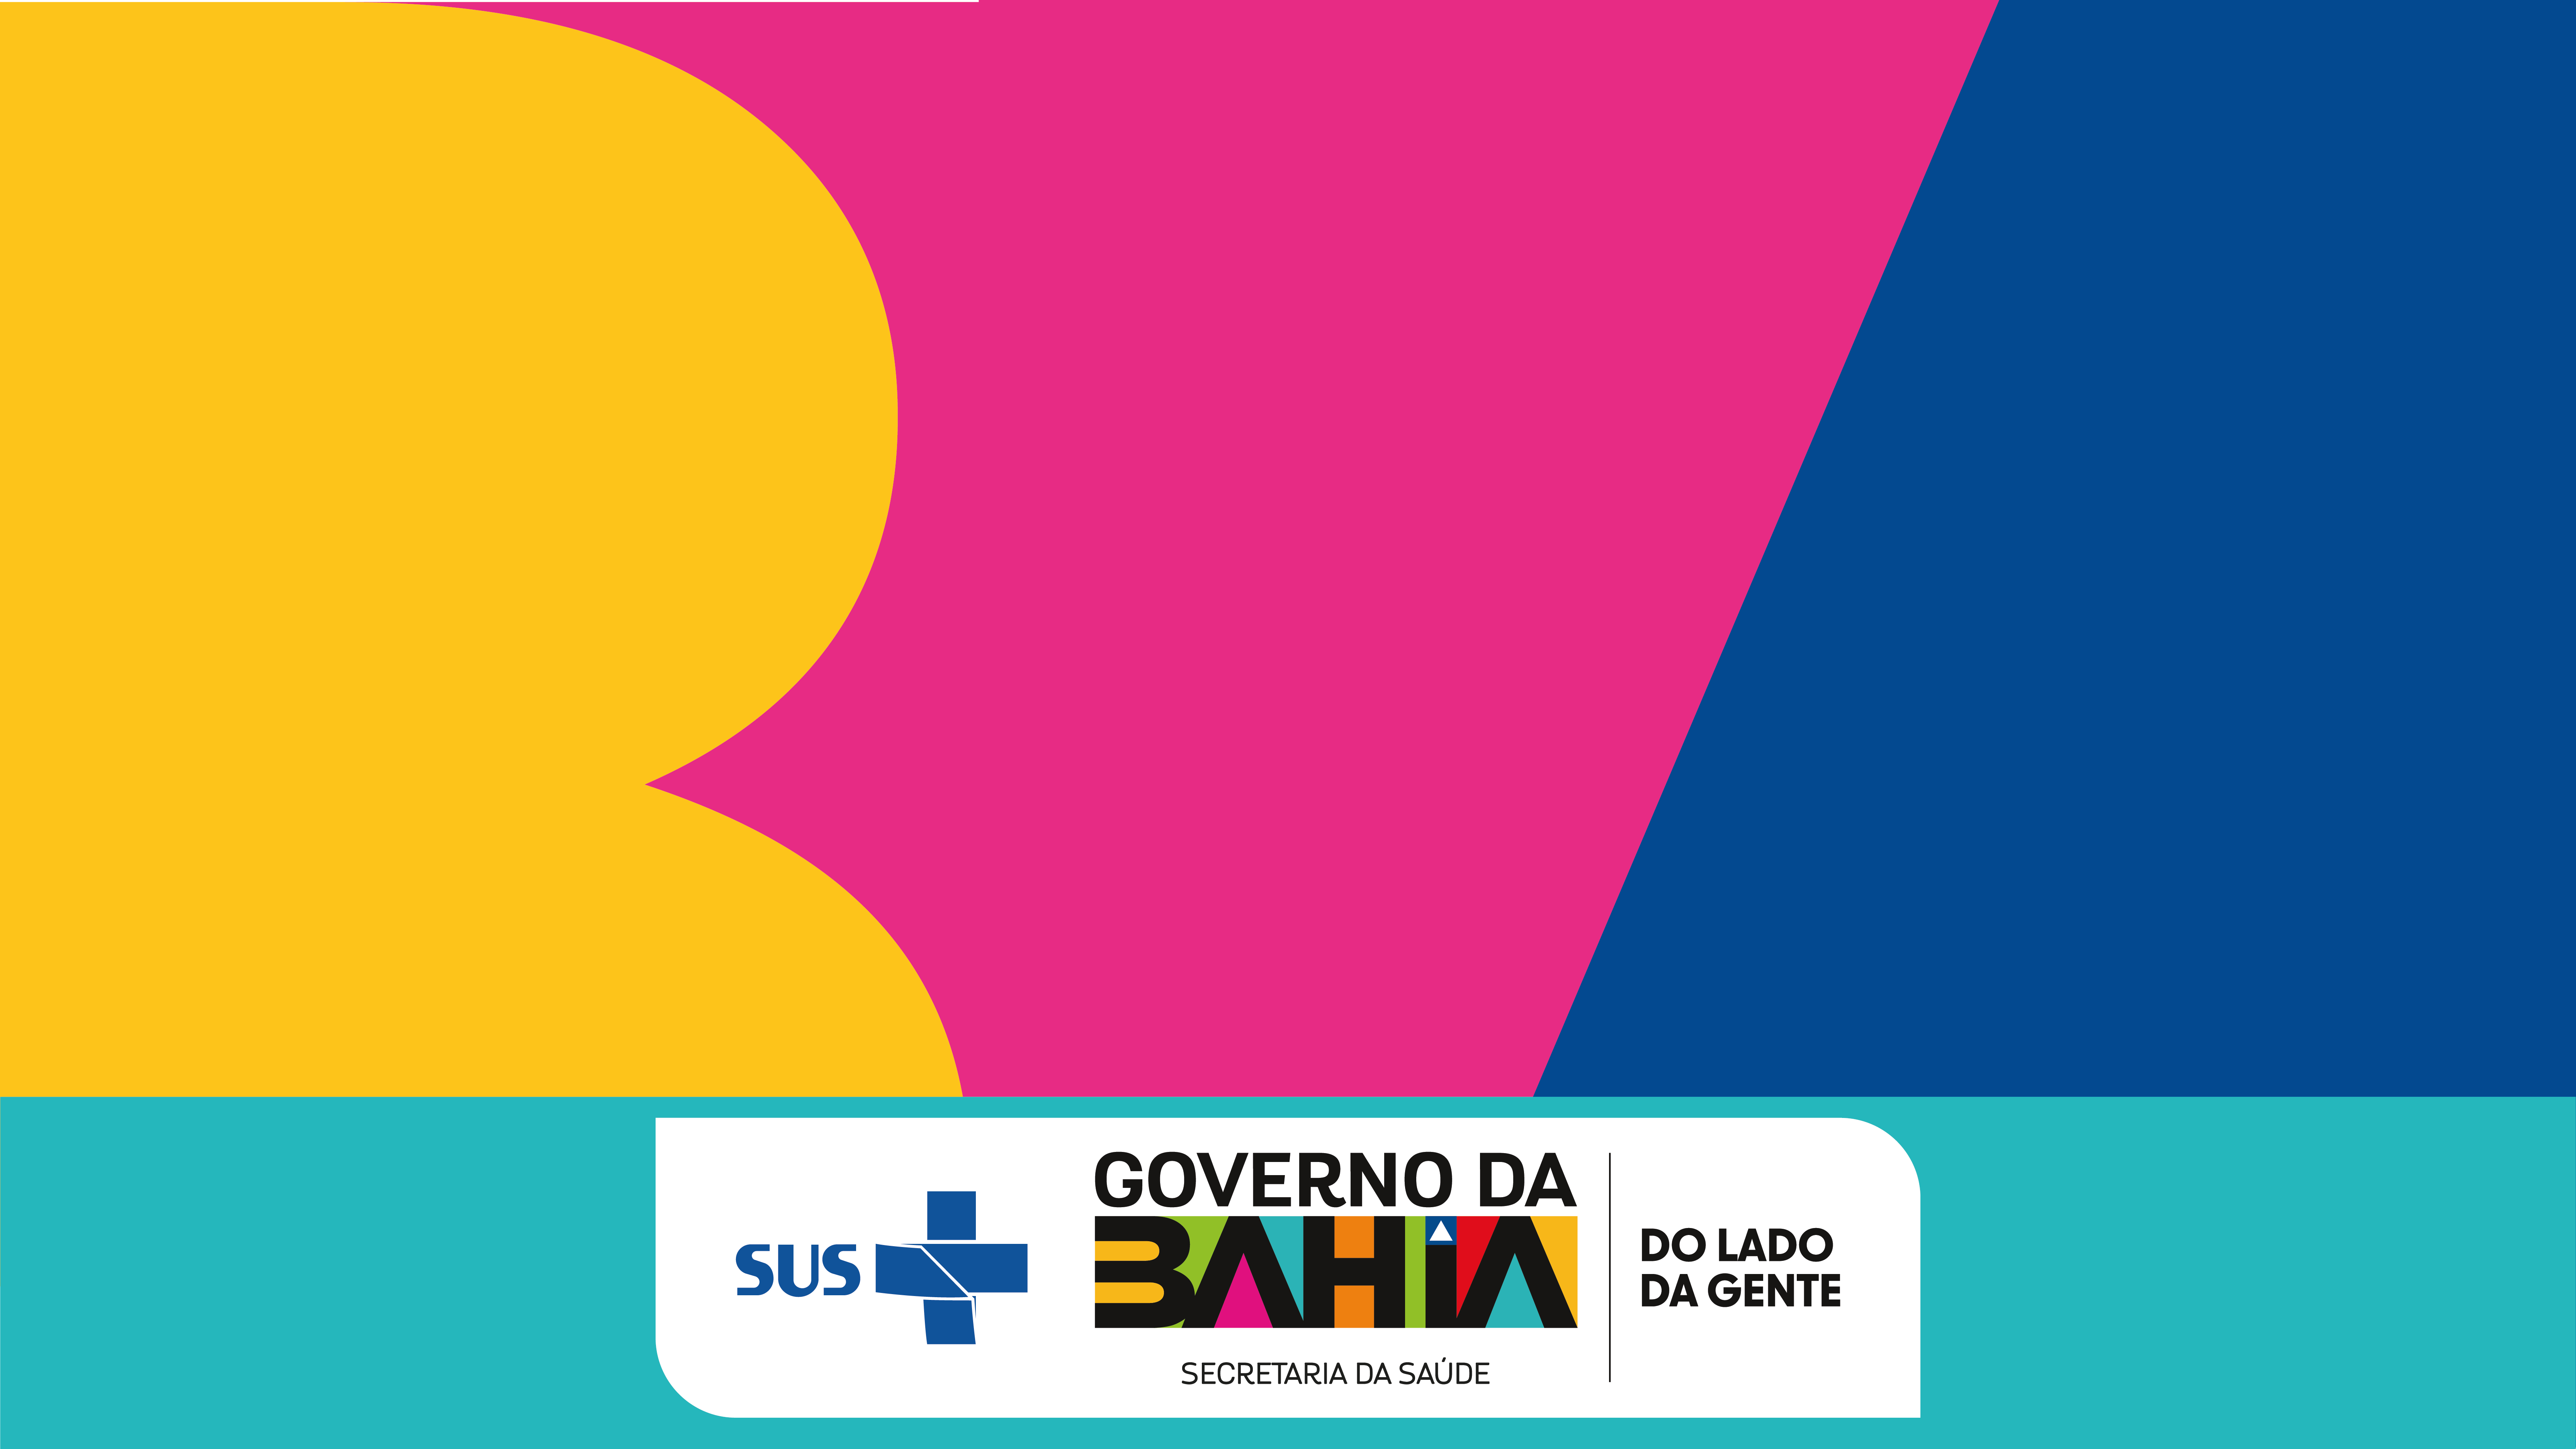 SUS
GOVERNO DA
BAHIA
SECRETARIA DA SAÚDE
DO LADO
DA GENTE